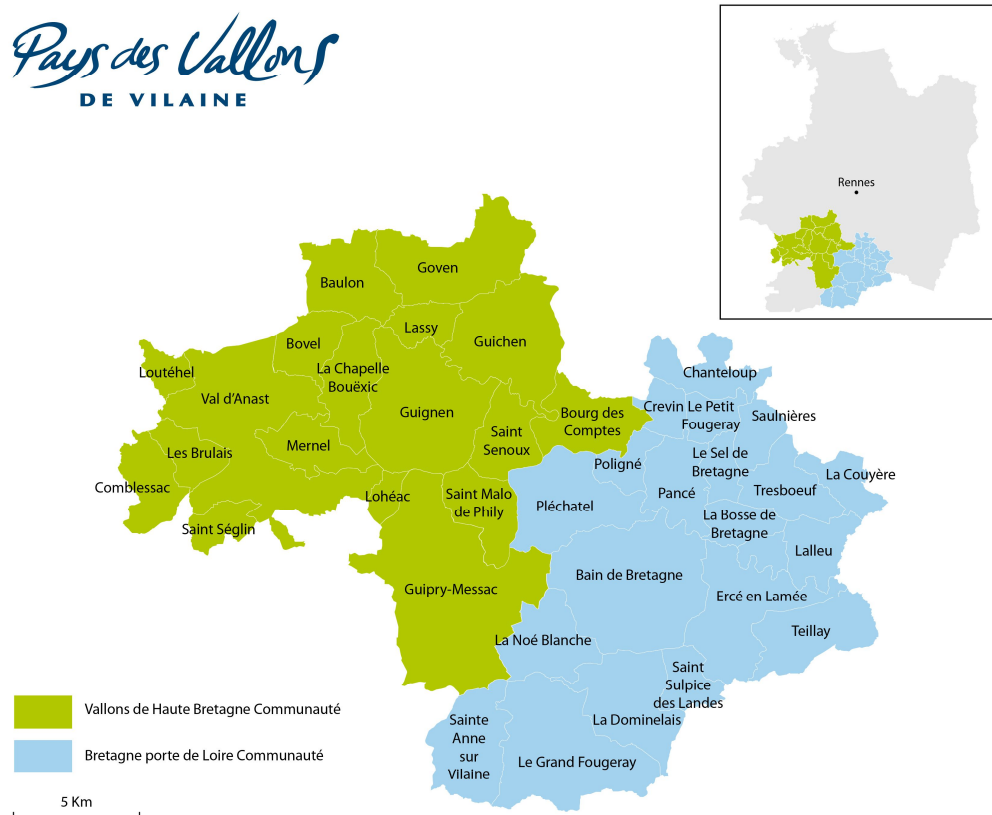 Pays des Vallons
DE VILAINE
Rennes
Goven
Baulon
Lassy
Bovel
Guichen
Loutéhel
La Chapelle
Bouëxic
Chanteloup
Val d'Anast
Guignen
Bourg des
Comptes
Crevin
Le Petit
Fougeray
Saulnières
Mernel
Saint
Senoux
Les Brulais
Poligné
Le Sel de
Bretagne
La Couyère
Comblessac
Lohéac
Saint Malo
de Phily
Pléchatel
Pancé
Tresboeuf
Saint Séglin
La Bosse de
Bretagne
Lalleu
Guipry-Messac
Bain de Bretagne
Ercé en Lamée
La Noé Blanche
Teillay
Saint
Sulpice
des Landes
Sainte
Anne
sur
Vilaine
La Dominelais
Le Grand Fougeray
Vallons de Haute Bretagne Communauté
Bretagne porte de Loire Communauté
5 Km